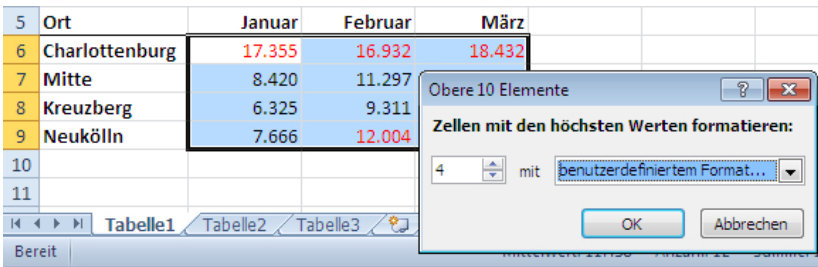 5 Ort Januar Februar März
6 Charlottenburg 17.355 16.932 18.432
7 Mitte 8.420 11.297
8 Kreuzberg 6.325 9.311
9 Neukölln 7.666 12.004
10
11
Obere 10 Elemente
Zellen mit den höchsten Werten formatieren:
4 mit benutzerdefiniertem Format...
OK Abbrechen
Tabelle1 Tabelle2 Tabelle3
Bereit